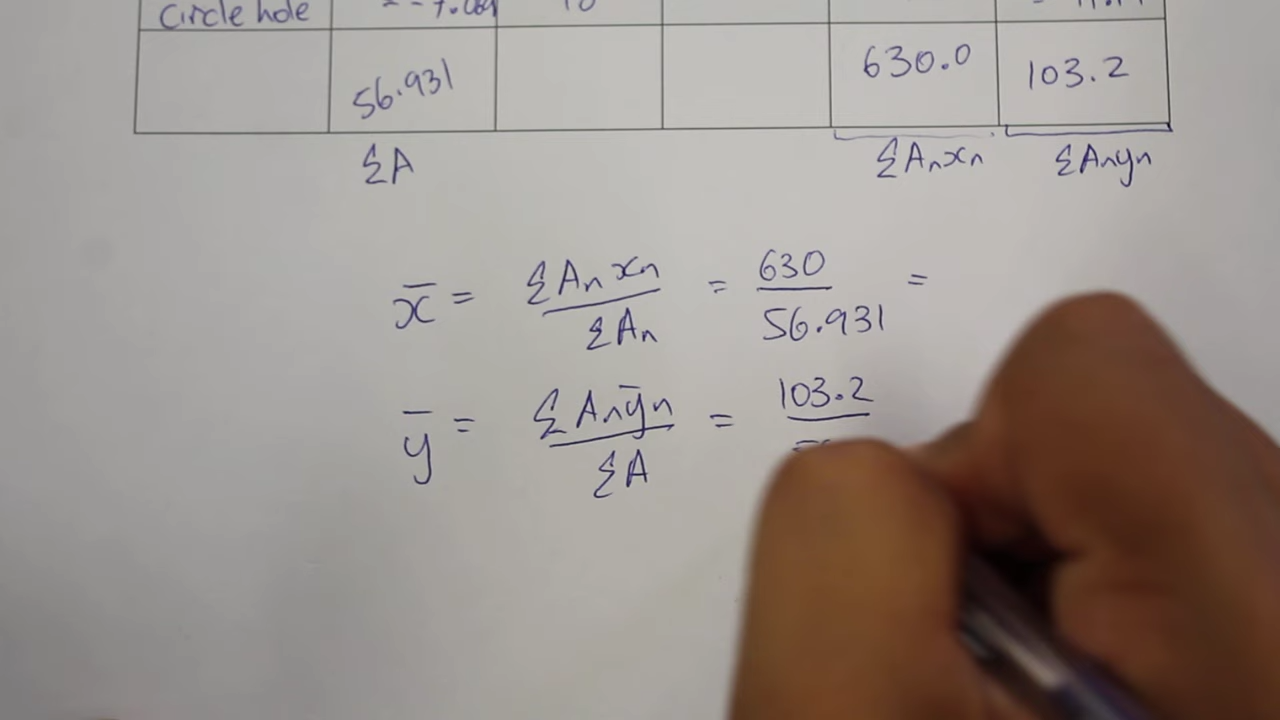 Circle hole 10
56.931 630.0 103.2
ΣA ΣAₙxₙ ΣAₙyₙ
x̄ = ΣAₙxₙ / ΣAₙ = 630 / 56.931 =
ȳ = ΣAₙȳₙ / ΣA = 103.2